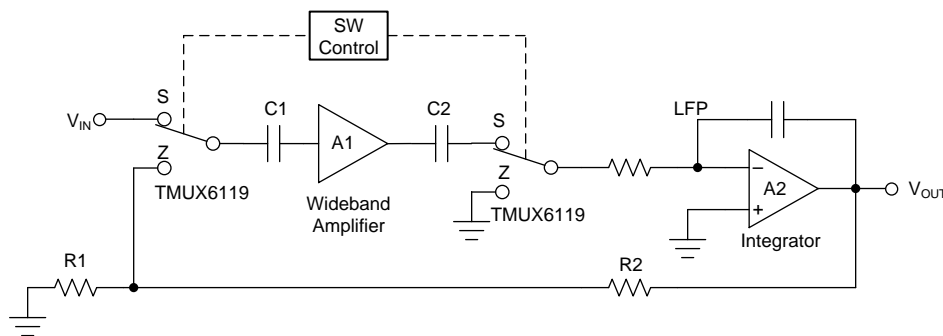 SW
Control
S
C1
C2
LFP
VIN
A1
S
Z
Z
A2
VOUT
TMUX6119
Wideband
Amplifier
TMUX6119
Integrator
R1
R2
−
+